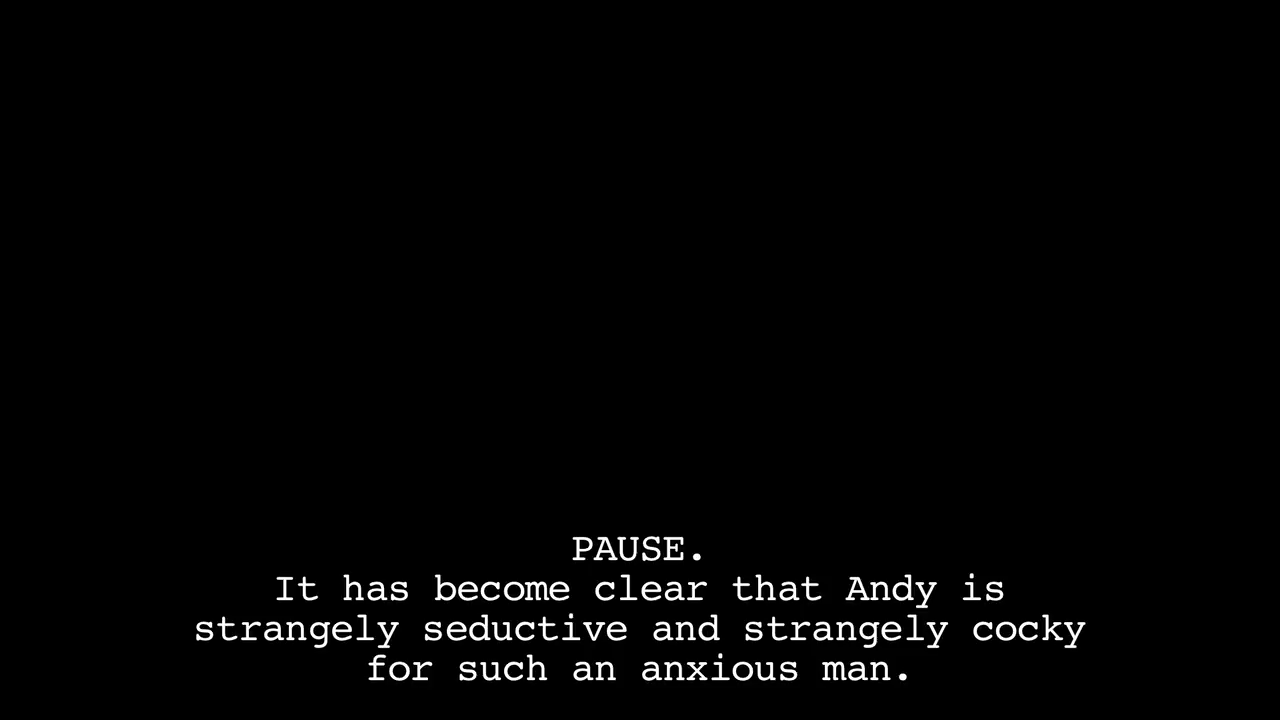 PAUSE.
It has become clear that Andy is
strangely seductive and strangely cocky
for such an anxious man.